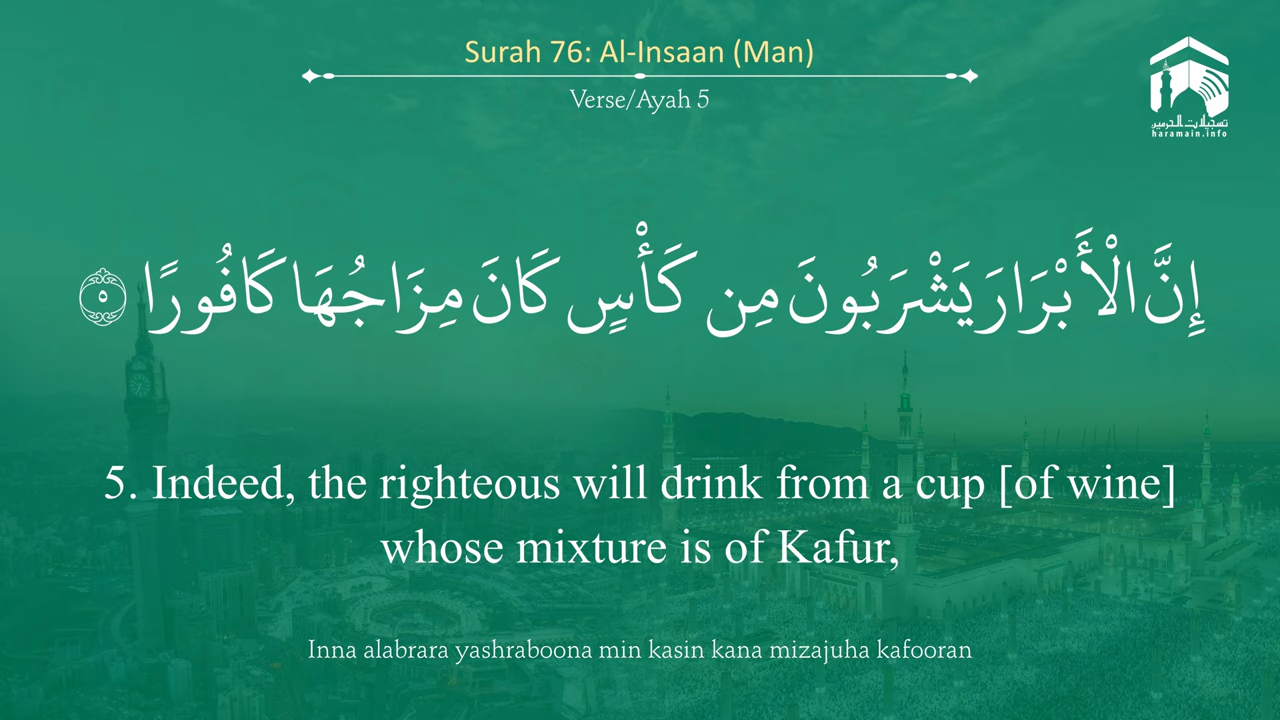 Surah 76: Al-Insaan (Man)
Verse/Ayah 5
تسجيلات الحرمين
haramain.info
إِنَّ الْأَبْرَارَ يَشْرَبُونَ مِن كَأْسٍ كَانَ مِزَاجُهَا كَافُورًا ٥
5. Indeed, the righteous will drink from a cup [of wine]
whose mixture is of Kafur,
Inna alabrara yashraboona min kasin kana mizajuha kafooran